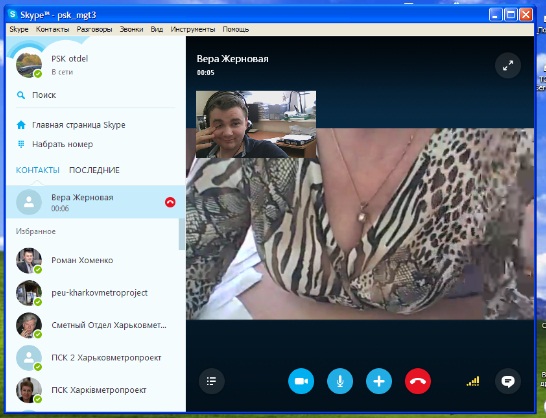 Skype™ - psk_mgt3
Skype Контакты Разговоры Звонки Вид Инструменты Помощь
PSK otdel
В сети
Поиск
Главная страница Skype
Набрать номер
КОНТАКТЫ ПОСЛЕДНИЕ
Вера Жерновая
00:06
Избранное
Роман Хоменко
peu-kharkovmetroproject
Сметный Отдел Харьковмет...
ПСК 2 Харьковметропроект
ПСК Харківметропроект
Вера Жерновая
00:05